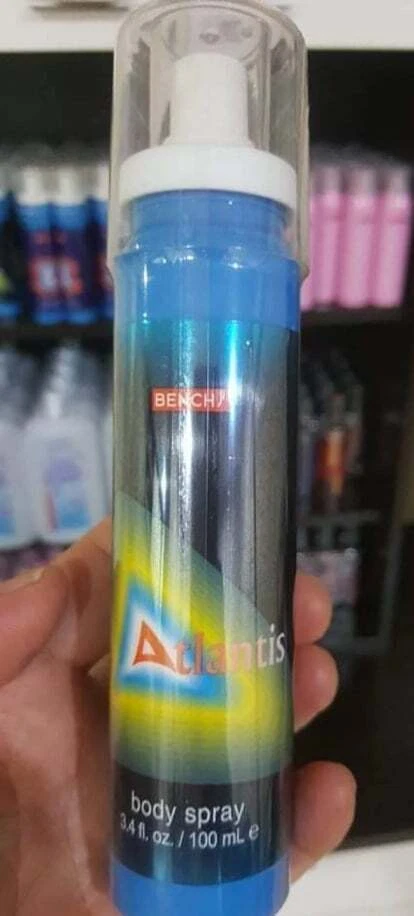 BENCH/
Atlantis
body spray
3.4 fl. oz. / 100 mL e